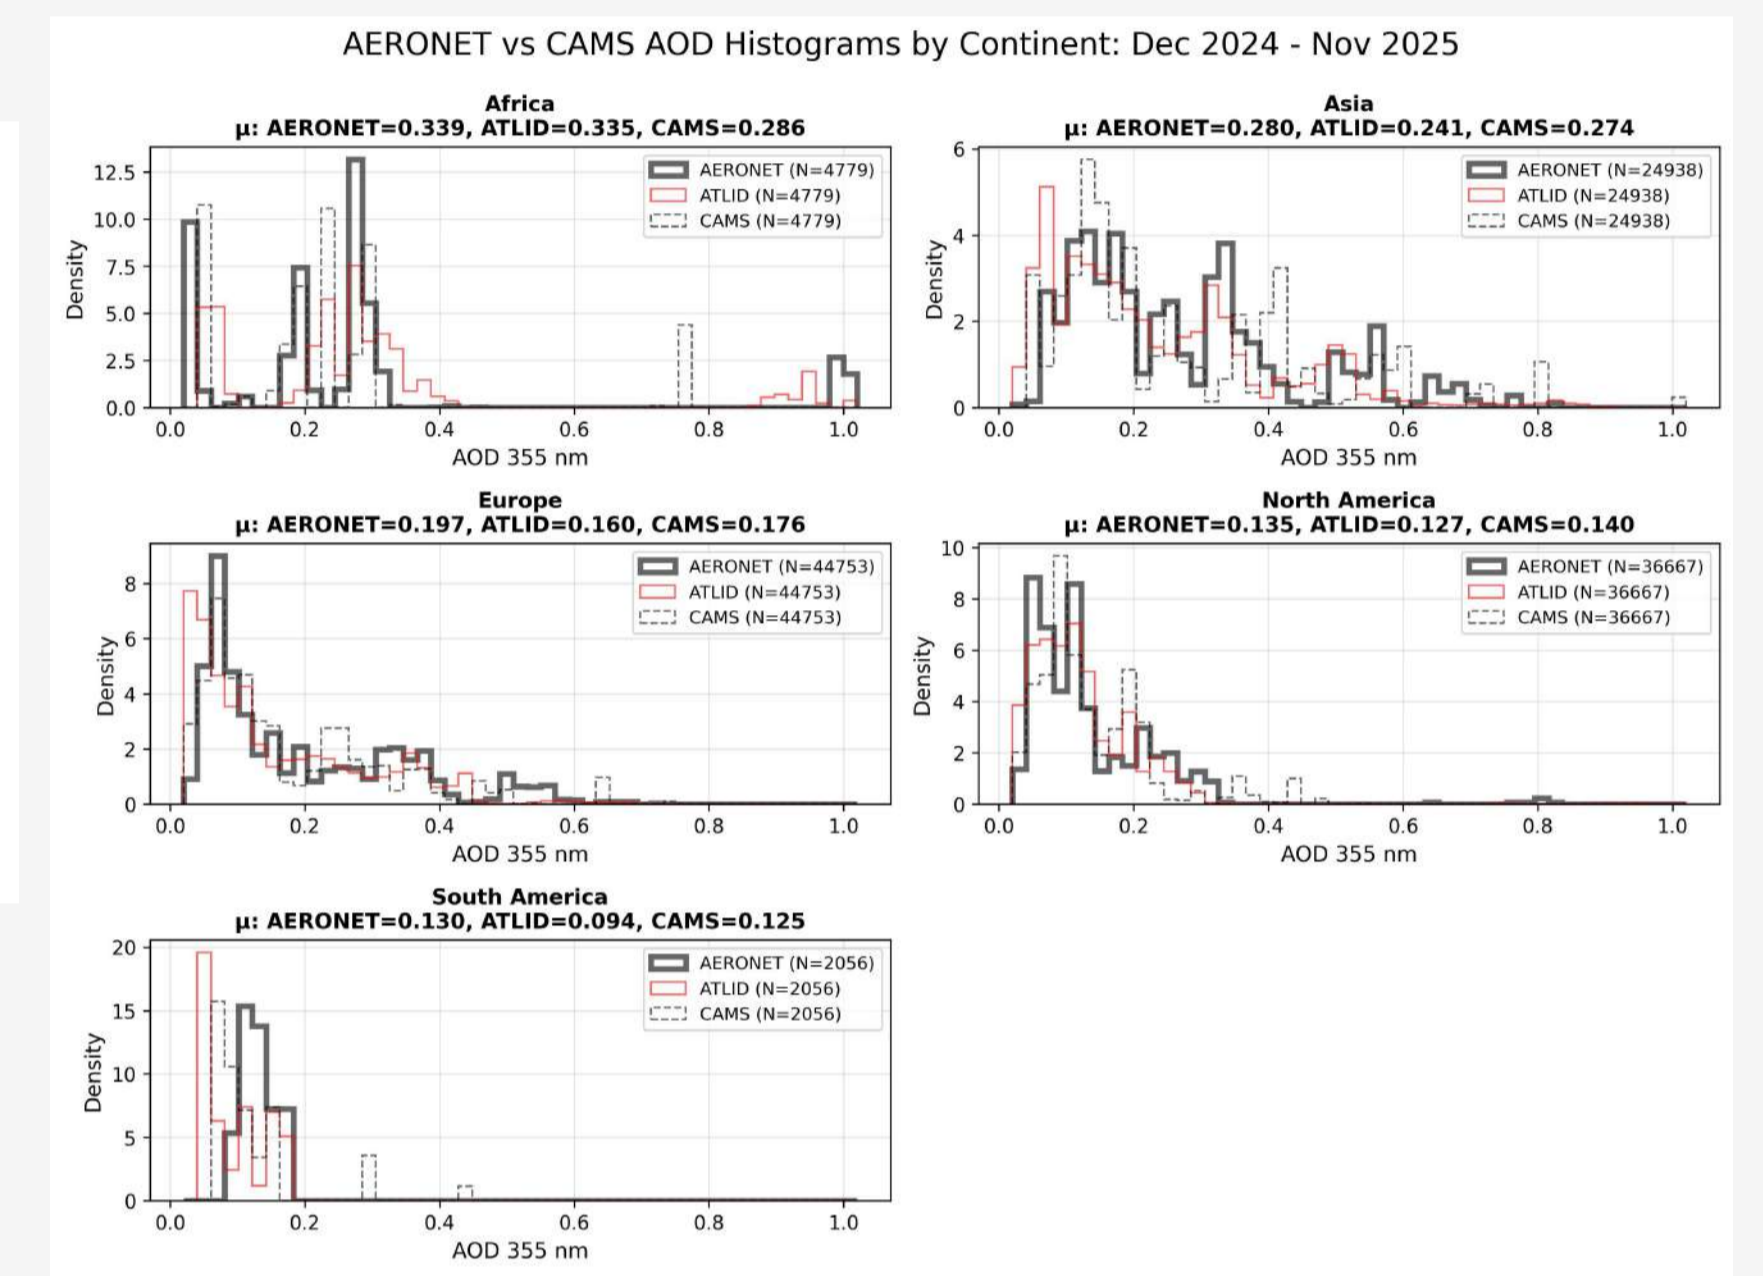 AERONET vs CAMS AOD Histograms by Continent: Dec 2024 - Nov 2025
Africa
μ: AERONET=0.339, ATLID=0.335, CAMS=0.286
AERONET (N=4779)
ATLID (N=4779)
CAMS (N=4779)
Density
12.5
10.0
7.5
5.0
2.5
0.0
0.0 0.2 0.4 0.6 0.8 1.0
AOD 355 nm
Asia
μ: AERONET=0.280, ATLID=0.241, CAMS=0.274
AERONET (N=24938)
ATLID (N=24938)
CAMS (N=24938)
Density
6
4
2
0
0.0 0.2 0.4 0.6 0.8 1.0
AOD 355 nm
Europe
μ: AERONET=0.197, ATLID=0.160, CAMS=0.176
AERONET (N=44753)
ATLID (N=44753)
CAMS (N=44753)
Density
8
6
4
2
0
0.0 0.2 0.4 0.6 0.8 1.0
AOD 355 nm
North America
μ: AERONET=0.135, ATLID=0.127, CAMS=0.140
AERONET (N=36667)
ATLID (N=36667)
CAMS (N=36667)
Density
10
8
6
4
2
0
0.0 0.2 0.4 0.6 0.8 1.0
AOD 355 nm
South America
μ: AERONET=0.130, ATLID=0.094, CAMS=0.125
AERONET (N=2056)
ATLID (N=2056)
CAMS (N=2056)
Density
20
15
10
5
0
0.0 0.2 0.4 0.6 0.8 1.0
AOD 355 nm